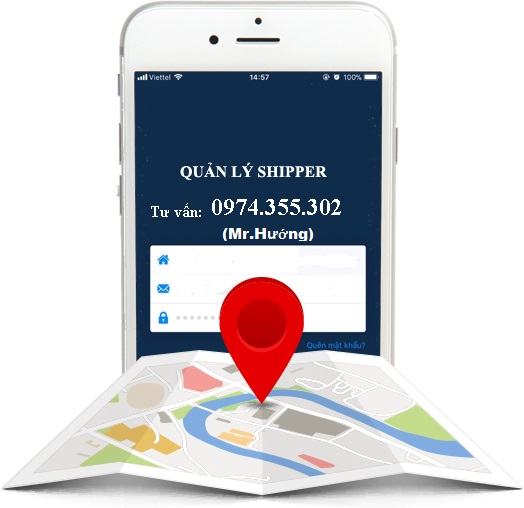 Viettel 14:57 100%
QUẢN LÝ SHIPPER
Tư vấn: 0974.355.302
(Mr.Hướng)
Quên mật khẩu?